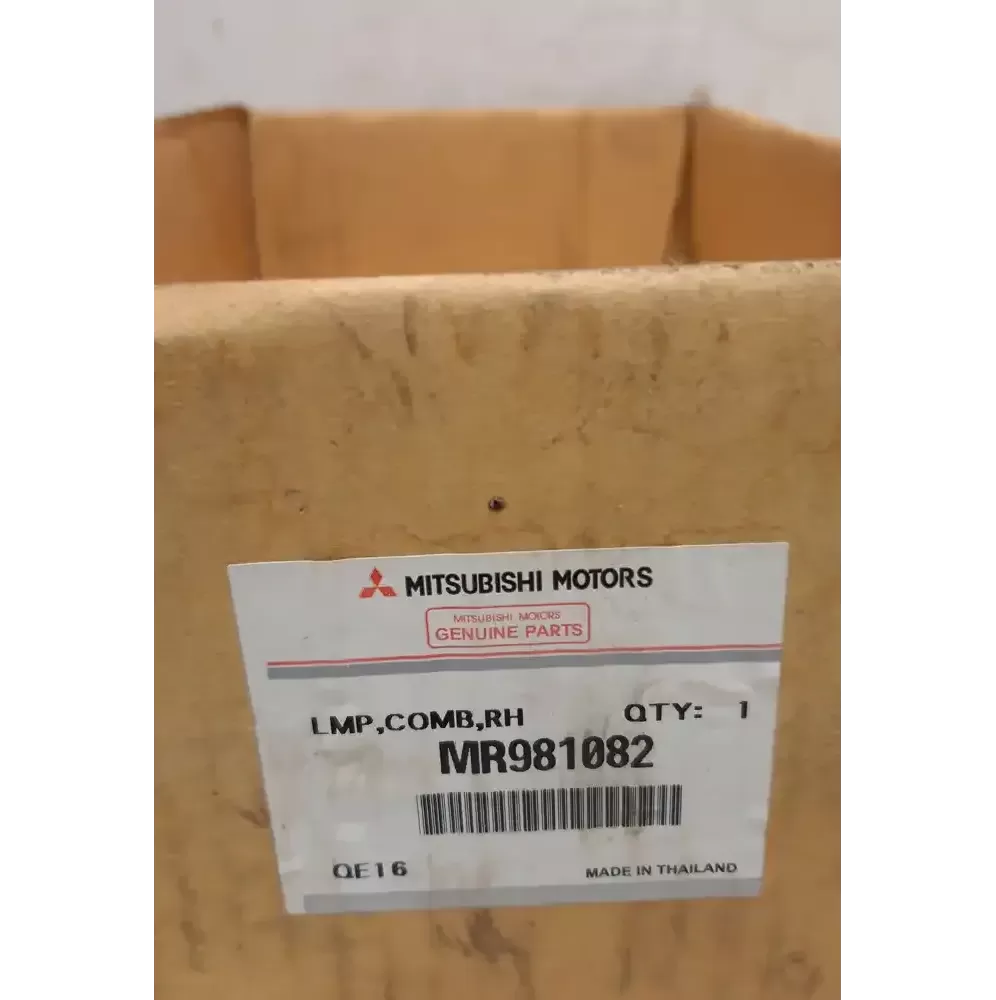 MITSUBISHI MOTORS
MITSUBISHI MOTORS
GENUINE PARTS
LMP,COMB,RH QTY: 1
MR981082
QE16 MADE IN THAILAND